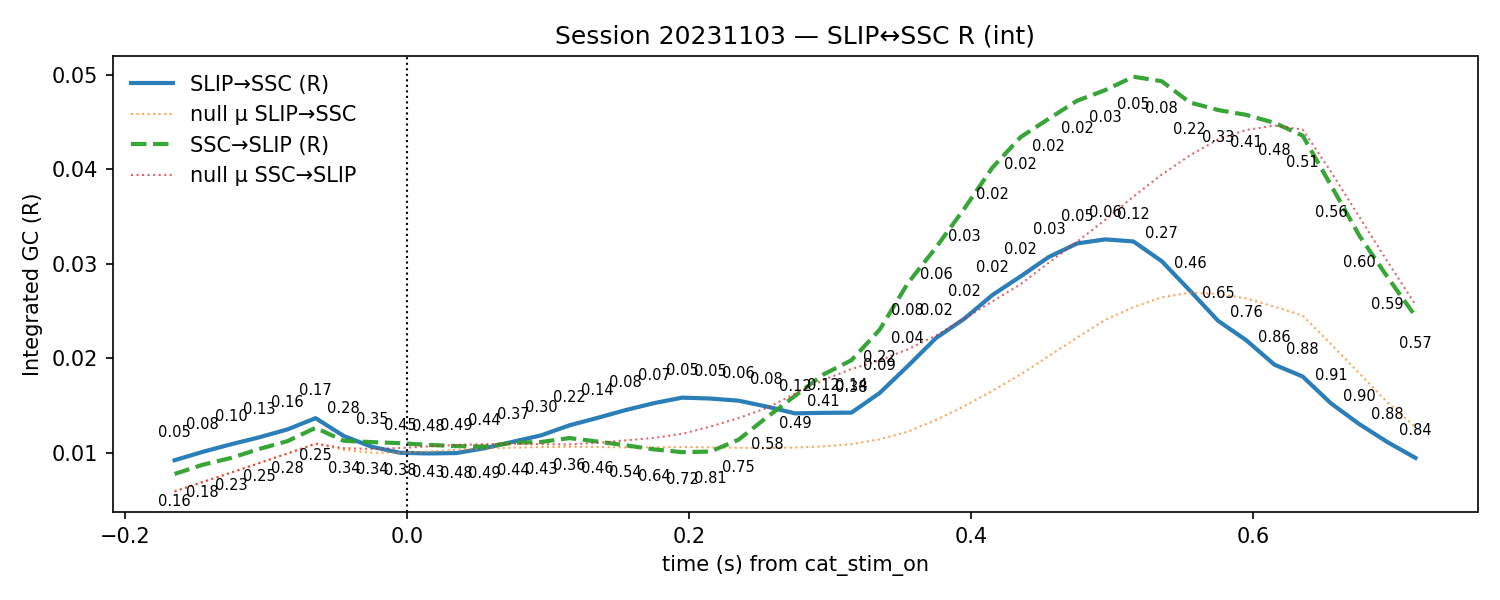 Session 20231103 — SLIP↔SSC R (int)
SLIP→SSC (R)
null μ SLIP→SSC
SSC→SLIP (R)
null μ SSC→SLIP
Integrated GC (R)
0.05
0.04
0.03
0.02
0.01
0.05 0.08 0.10 0.13 0.16 0.17 0.28 0.35 0.45 0.48 0.49 0.44 0.37 0.30 0.22 0.14 0.08 0.07 0.05 0.05 0.06 0.08 0.12 0.12 0.14 0.09 0.04 0.02 0.02 0.02 0.02 0.03 0.05 0.06 0.12 0.27 0.46 0.65 0.76 0.86 0.88 0.91 0.90 0.88 0.84
0.16 0.18 0.23 0.25 0.28 0.25 0.34 0.34 0.38 0.43 0.48 0.49 0.44 0.43 0.36 0.46 0.54 0.64 0.72 0.81 0.75 0.58 0.49 0.41 0.38 0.22 0.08 0.06 0.03 0.02 0.02 0.02 0.02 0.03 0.05 0.08 0.22 0.33 0.41 0.48 0.51 0.56 0.60 0.59 0.57
−0.2 0.0 0.2 0.4 0.6
time (s) from cat_stim_on